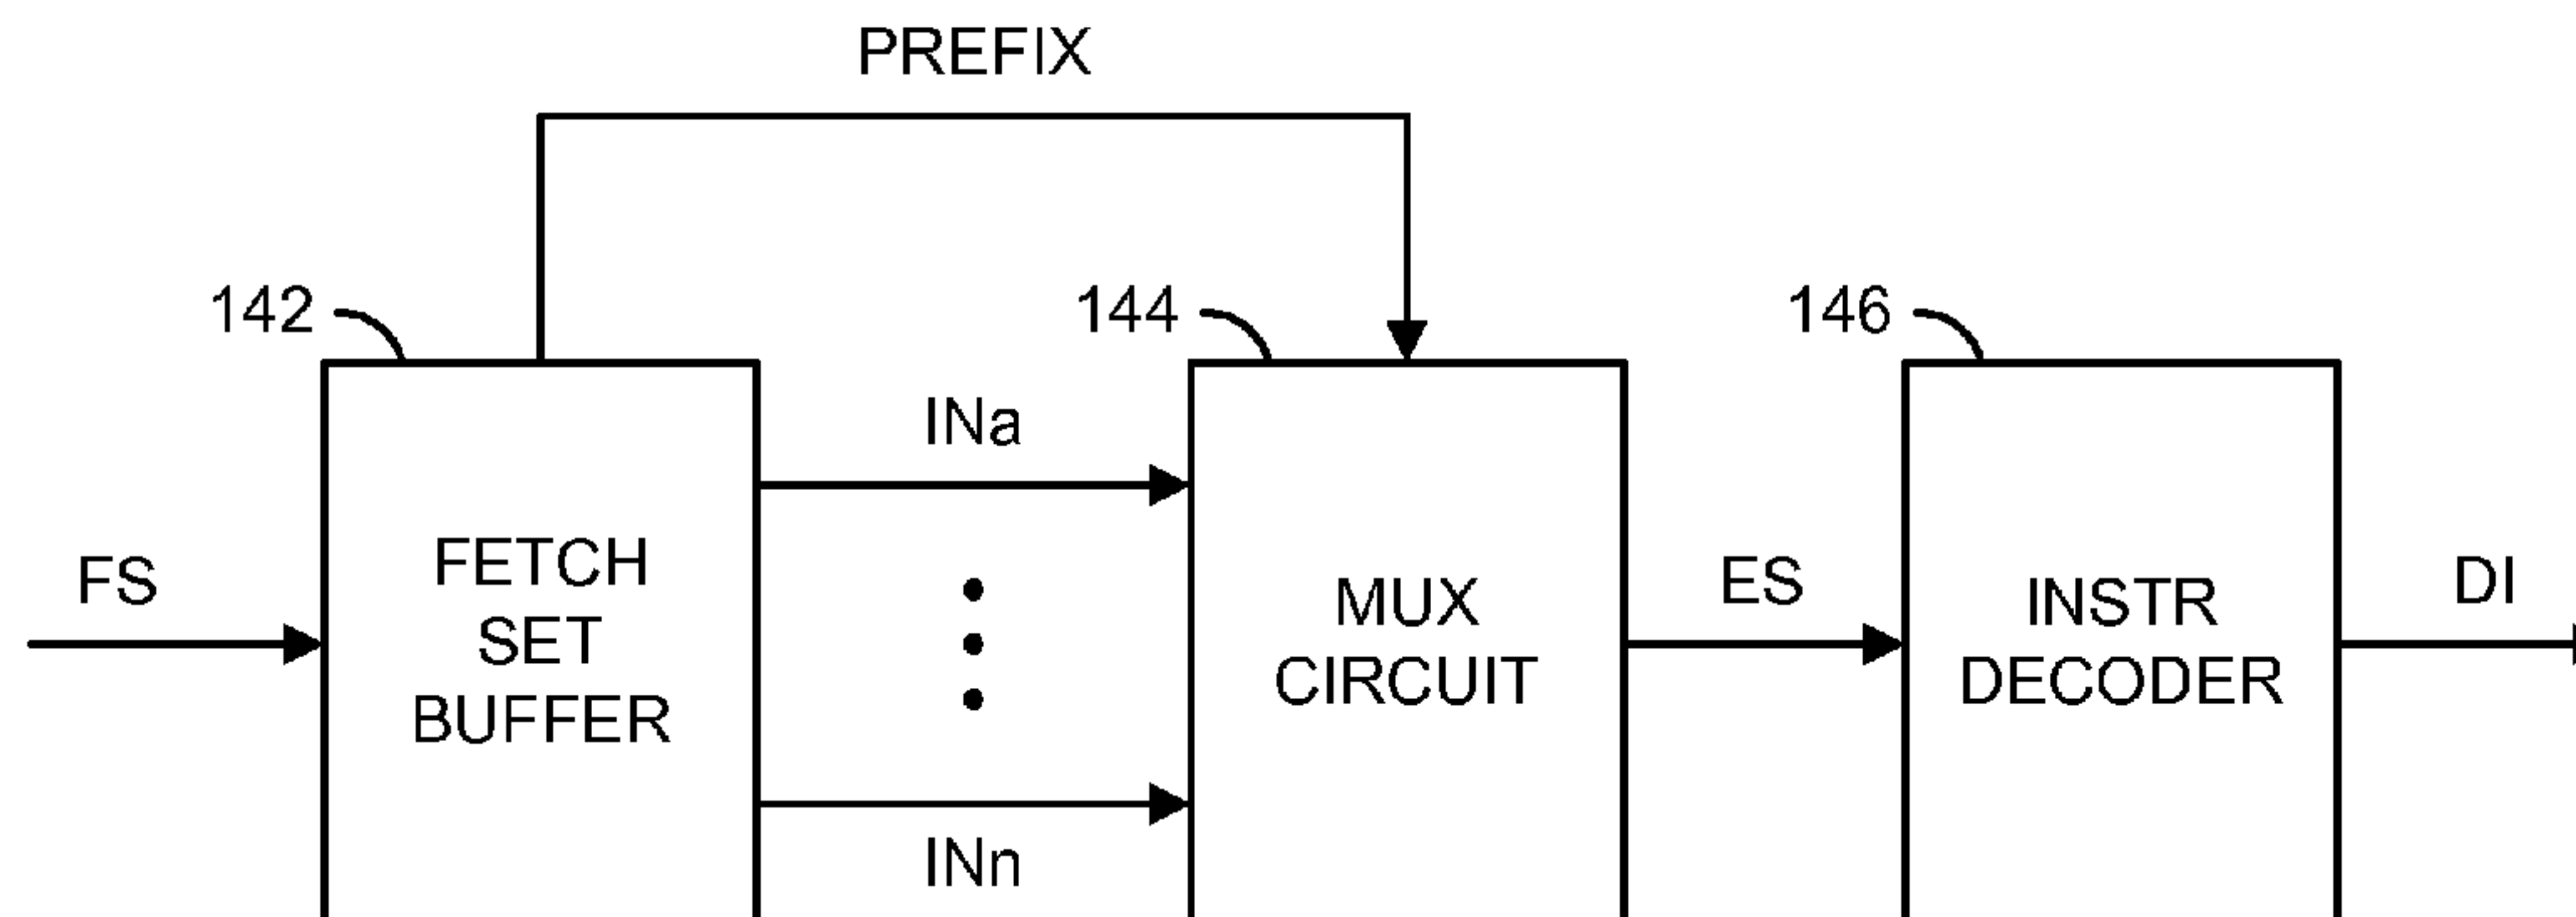 PREFIX
142
144
146
INa
FS
FETCH
SET
BUFFER
MUX
CIRCUIT
ES
INSTR
DECODER
DI
INn